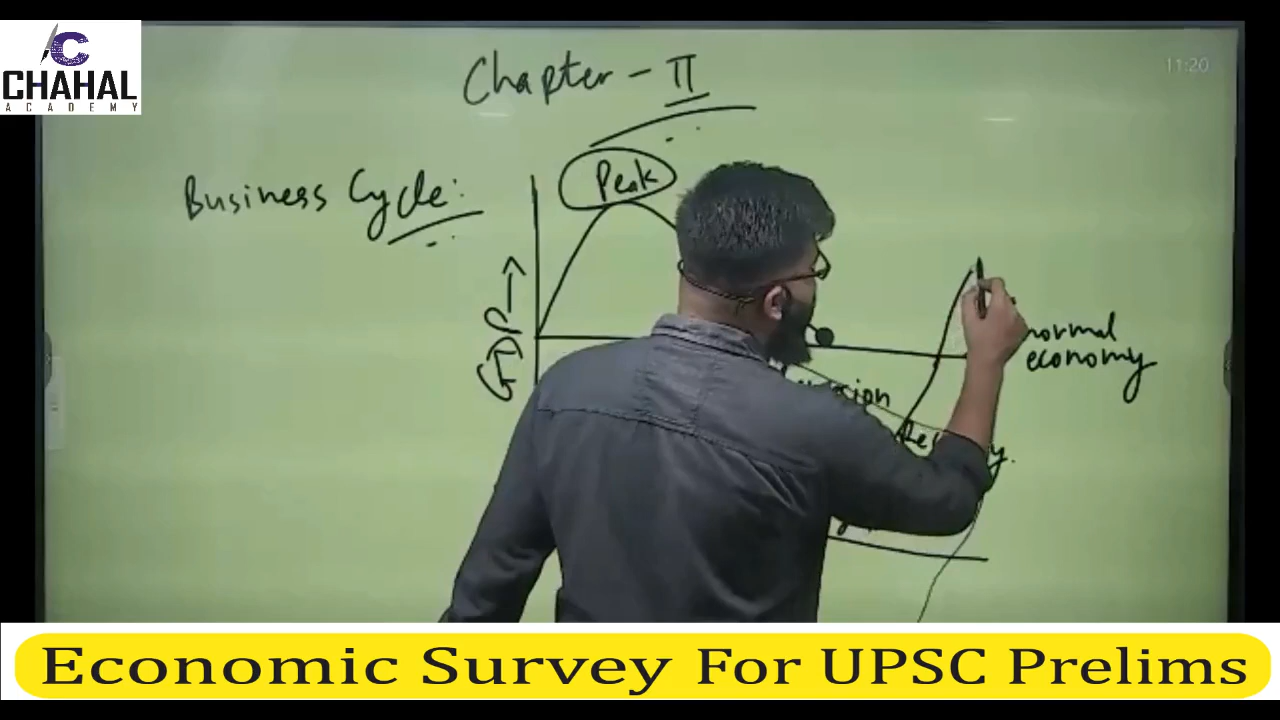 CHAHAL
ACADEMY
11:20
Chapter - II
Business Cycle:
Peak
GDP
normal
economy
Economic Survey For UPSC Prelims